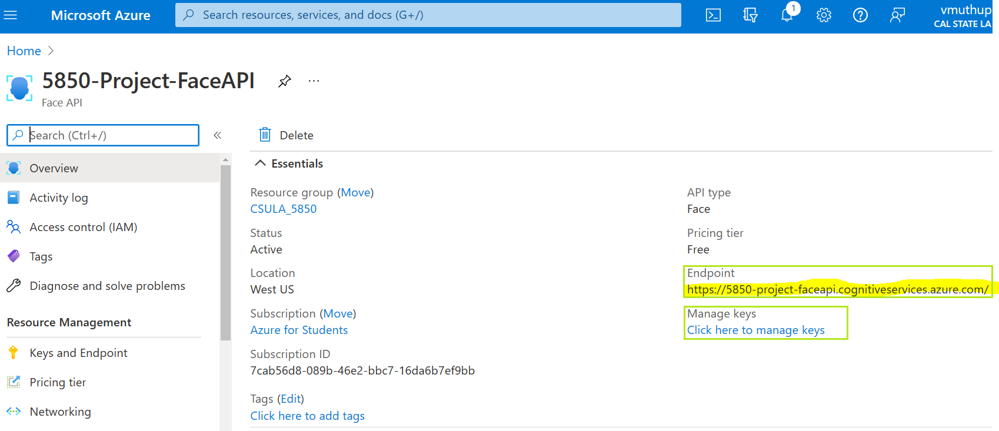 Microsoft Azure
Search resources, services, and docs (G+/)
1
vmuthup
CAL STATE LA
Home
5850-Project-FaceAPI
Face API
Search (Ctrl+/)
Delete
Overview
Activity log
Access control (IAM)
Tags
Diagnose and solve problems
Resource Management
Keys and Endpoint
Pricing tier
Networking
Essentials
Resource group (Move)
CSULA_5850
Status
Active
Location
West US
Subscription (Move)
Azure for Students
Subscription ID
7cab56d8-089b-46e2-bbc7-16da6b7ef9bb
Tags (Edit)
Click here to add tags
API type
Face
Pricing tier
Free
Endpoint
https://5850-project-faceapi.cognitiveservices.azure.com/
Manage keys
Click here to manage keys